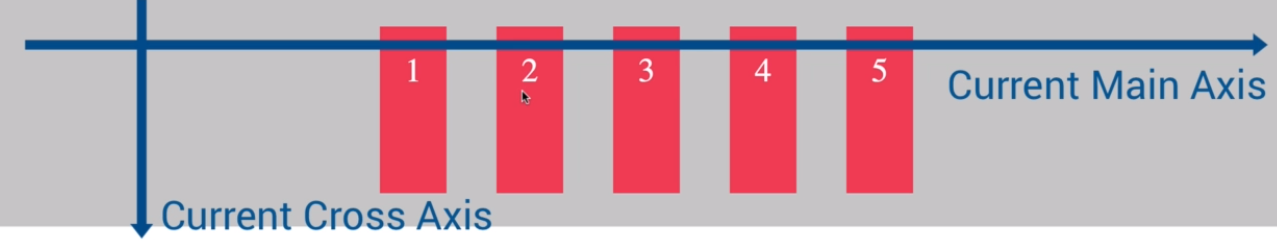 1 2 3 4 5
Current Main Axis
Current Cross Axis